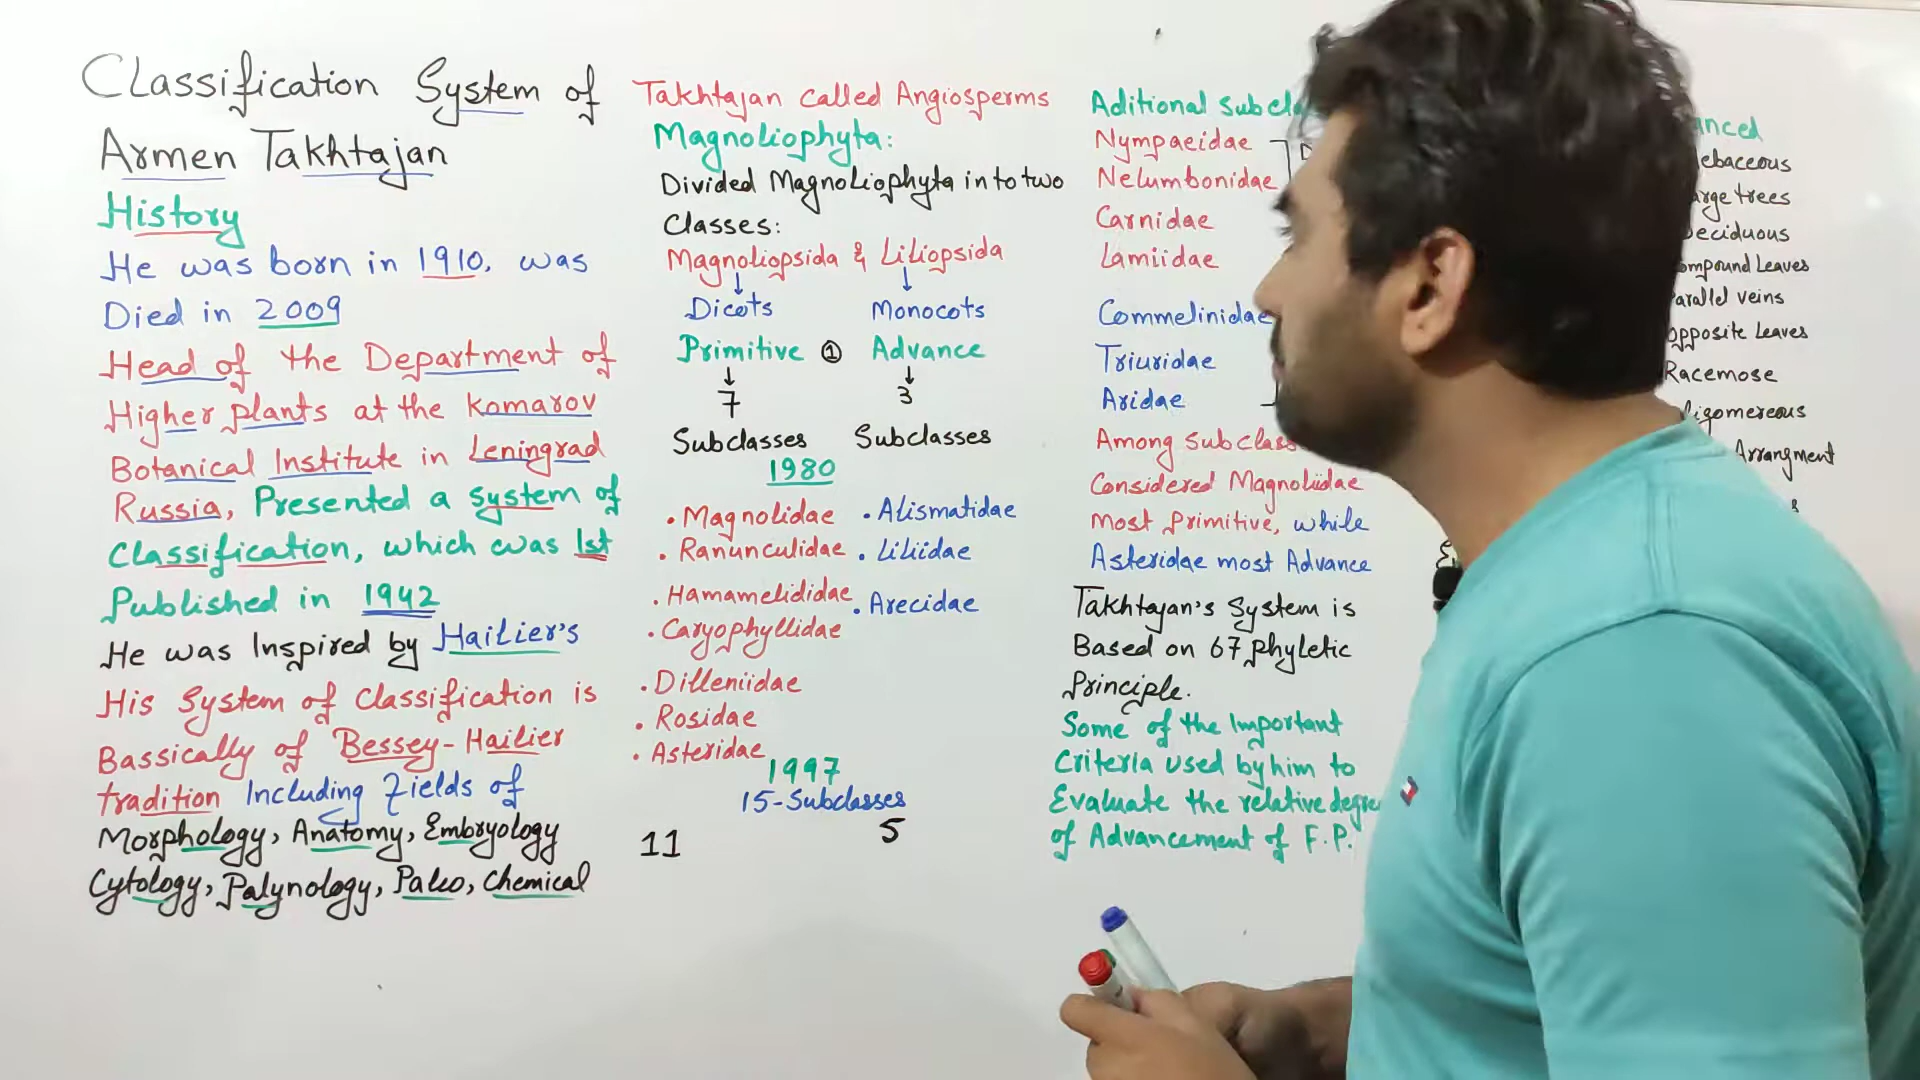 Classification System of
Armen Takhtajan
History
He was born in 1910, was
Died in 2009
Head of the Department of
Higher plants at the Komarov
Botanical Institute in Leningrad
Russia, Presented a system of
Classification, which was 1st
Published in 1942
He was Inspired by Hailier's
His System of Classification is
Bassically of Bessey-Hailier
tradition Including Fields of
Morphology, Anatomy, Embryology
Cytology, Palynology, Paleo, Chemical
Takhtajan called Angiosperms
Magnoliophyta:
Divided Magnoliophyta into two
Classes:
Magnoliopsida & Liliopsida
Dicots Monocots
Primitive ① Advance
7 3
Subclasses Subclasses
1980
• Magnolidae • Alismatidae
• Ranunculidae • Liliidae
• Hamamelididae • Arecidae
• Caryophyllidae
• Dilleniidae
• Rosidae
• Asteridae
1997
15-Subclasses
11 5
Aditional
Nympaeidae
Nelumbonidae
Carnidae
Lamiidae
Commelinidae
Triuridae
Aridae
Among
Considered Magnoliidae
most Primitive, while
Asteridae most Advance
Takhtajan's System is
Based on 67 Phyletic
Principle.
Some of the Important
Criteria used by him to
Evaluate the relative
of Advancement of F.P.
trees
Leaves
veins
opposite Leaves
Racemose
Arrangment